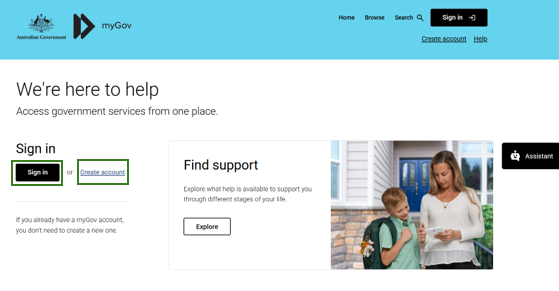 Australian Government
myGov
Home Browse Search Sign in
Create account Help
We're here to help
Access government services from one place.
Sign in
Sign in or Create account
If you already have a myGov account,
you don't need to create a new one.
Find support
Explore what help is available to support you
through different stages of your life.
Explore
Assistant